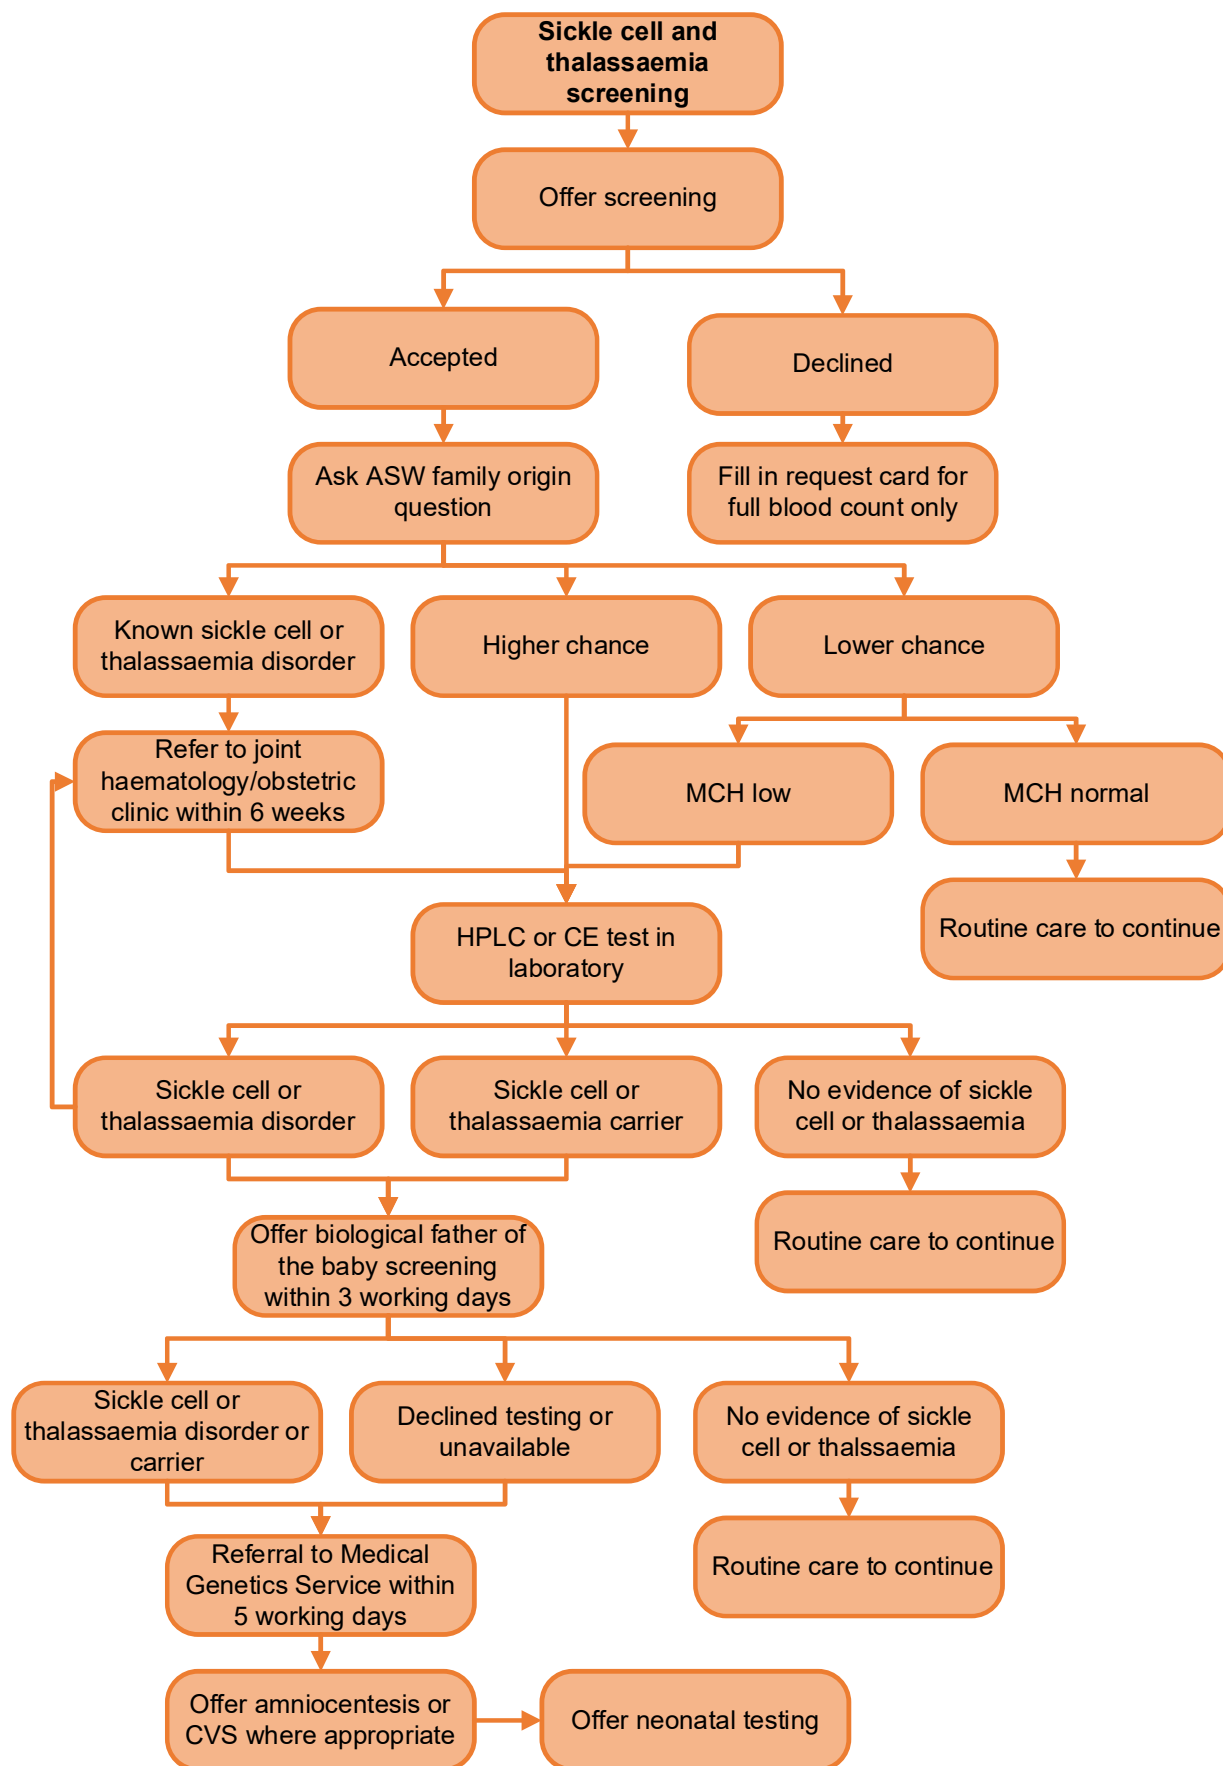 Sickle cell and
thalassaemia
screening
Offer screening
Accepted
Declined
Ask ASW family origin
question
Fill in request card for
full blood count only
Known sickle cell or
thalassaemia disorder
Higher chance
Lower chance
Refer to joint
haematology/obstetric
clinic within 6 weeks
MCH low
MCH normal
Routine care to continue
HPLC or CE test in
laboratory
Sickle cell or
thalassaemia disorder
Sickle cell or
thalassaemia carrier
No evidence of sickle
cell or thalassaemia
Routine care to continue
Offer biological father of
the baby screening
within 3 working days
Sickle cell or
thalassaemia disorder or
carrier
Declined testing or
unavailable
No evidence of sickle
cell or thalssaemia
Routine care to continue
Referral to Medical
Genetics Service within
5 working days
Offer amniocentesis or
CVS where appropriate
Offer neonatal testing